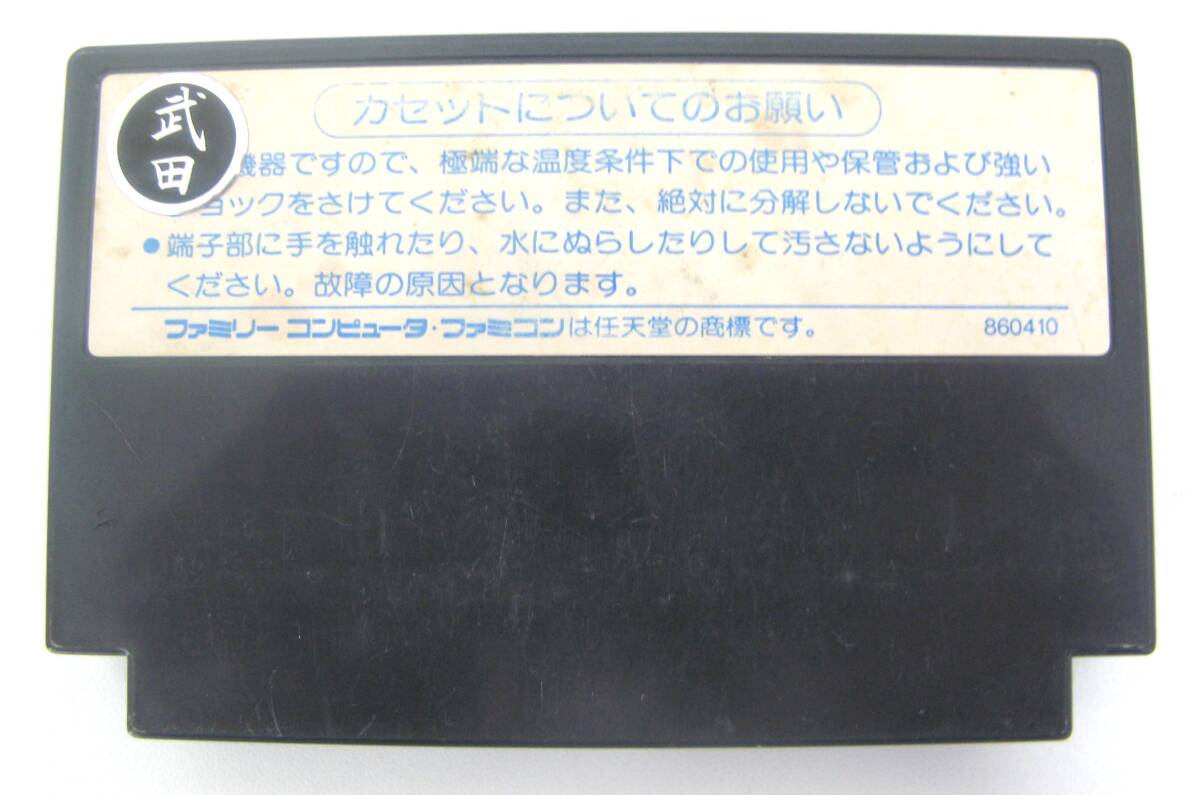 武田
カセットについてのお願い
機器ですので、極端な温度条件下での使用や保管および強い
ョックをさけてください。また、絶対に分解しないでください。
●端子部に手を触れたり、水にぬらしたりして汚さないようにして
ください。故障の原因となります。
ファミリーコンピュータ・ファミコンは任天堂の商標です。 860410